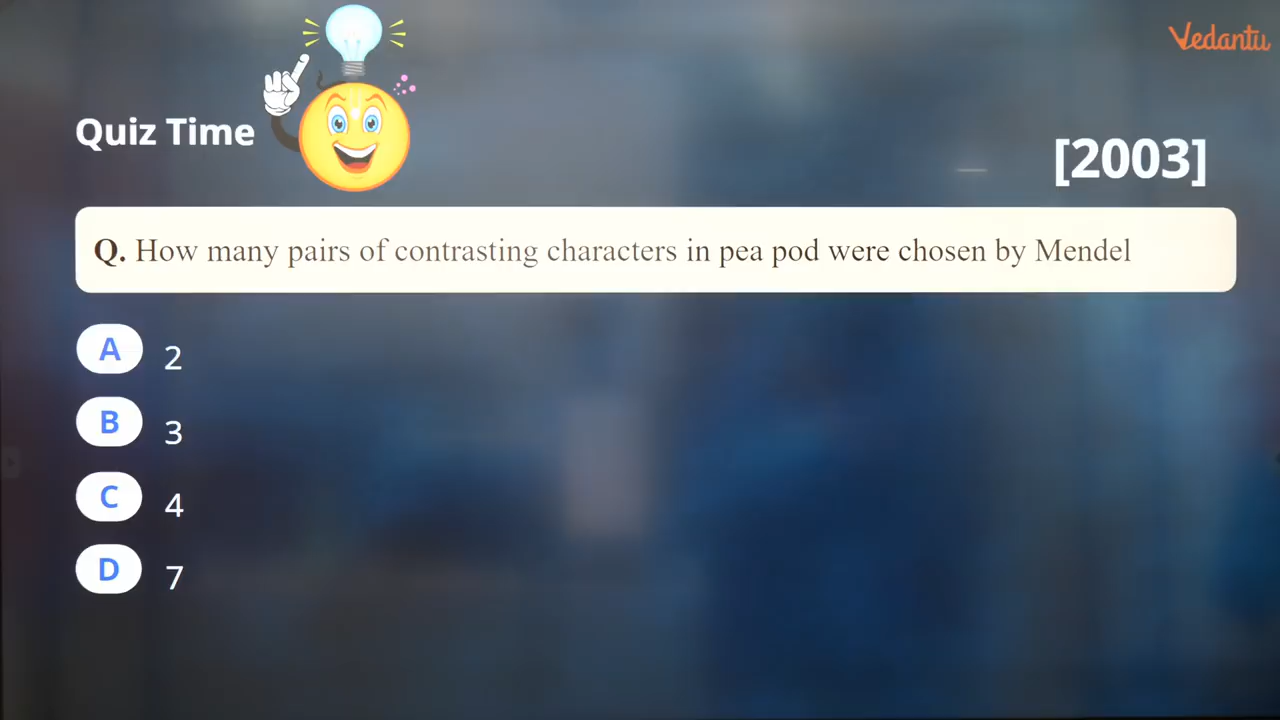 Vedantu
Quiz Time
[2003]
Q. How many pairs of contrasting characters in pea pod were chosen by Mendel
A 2
B 3
C 4
D 7